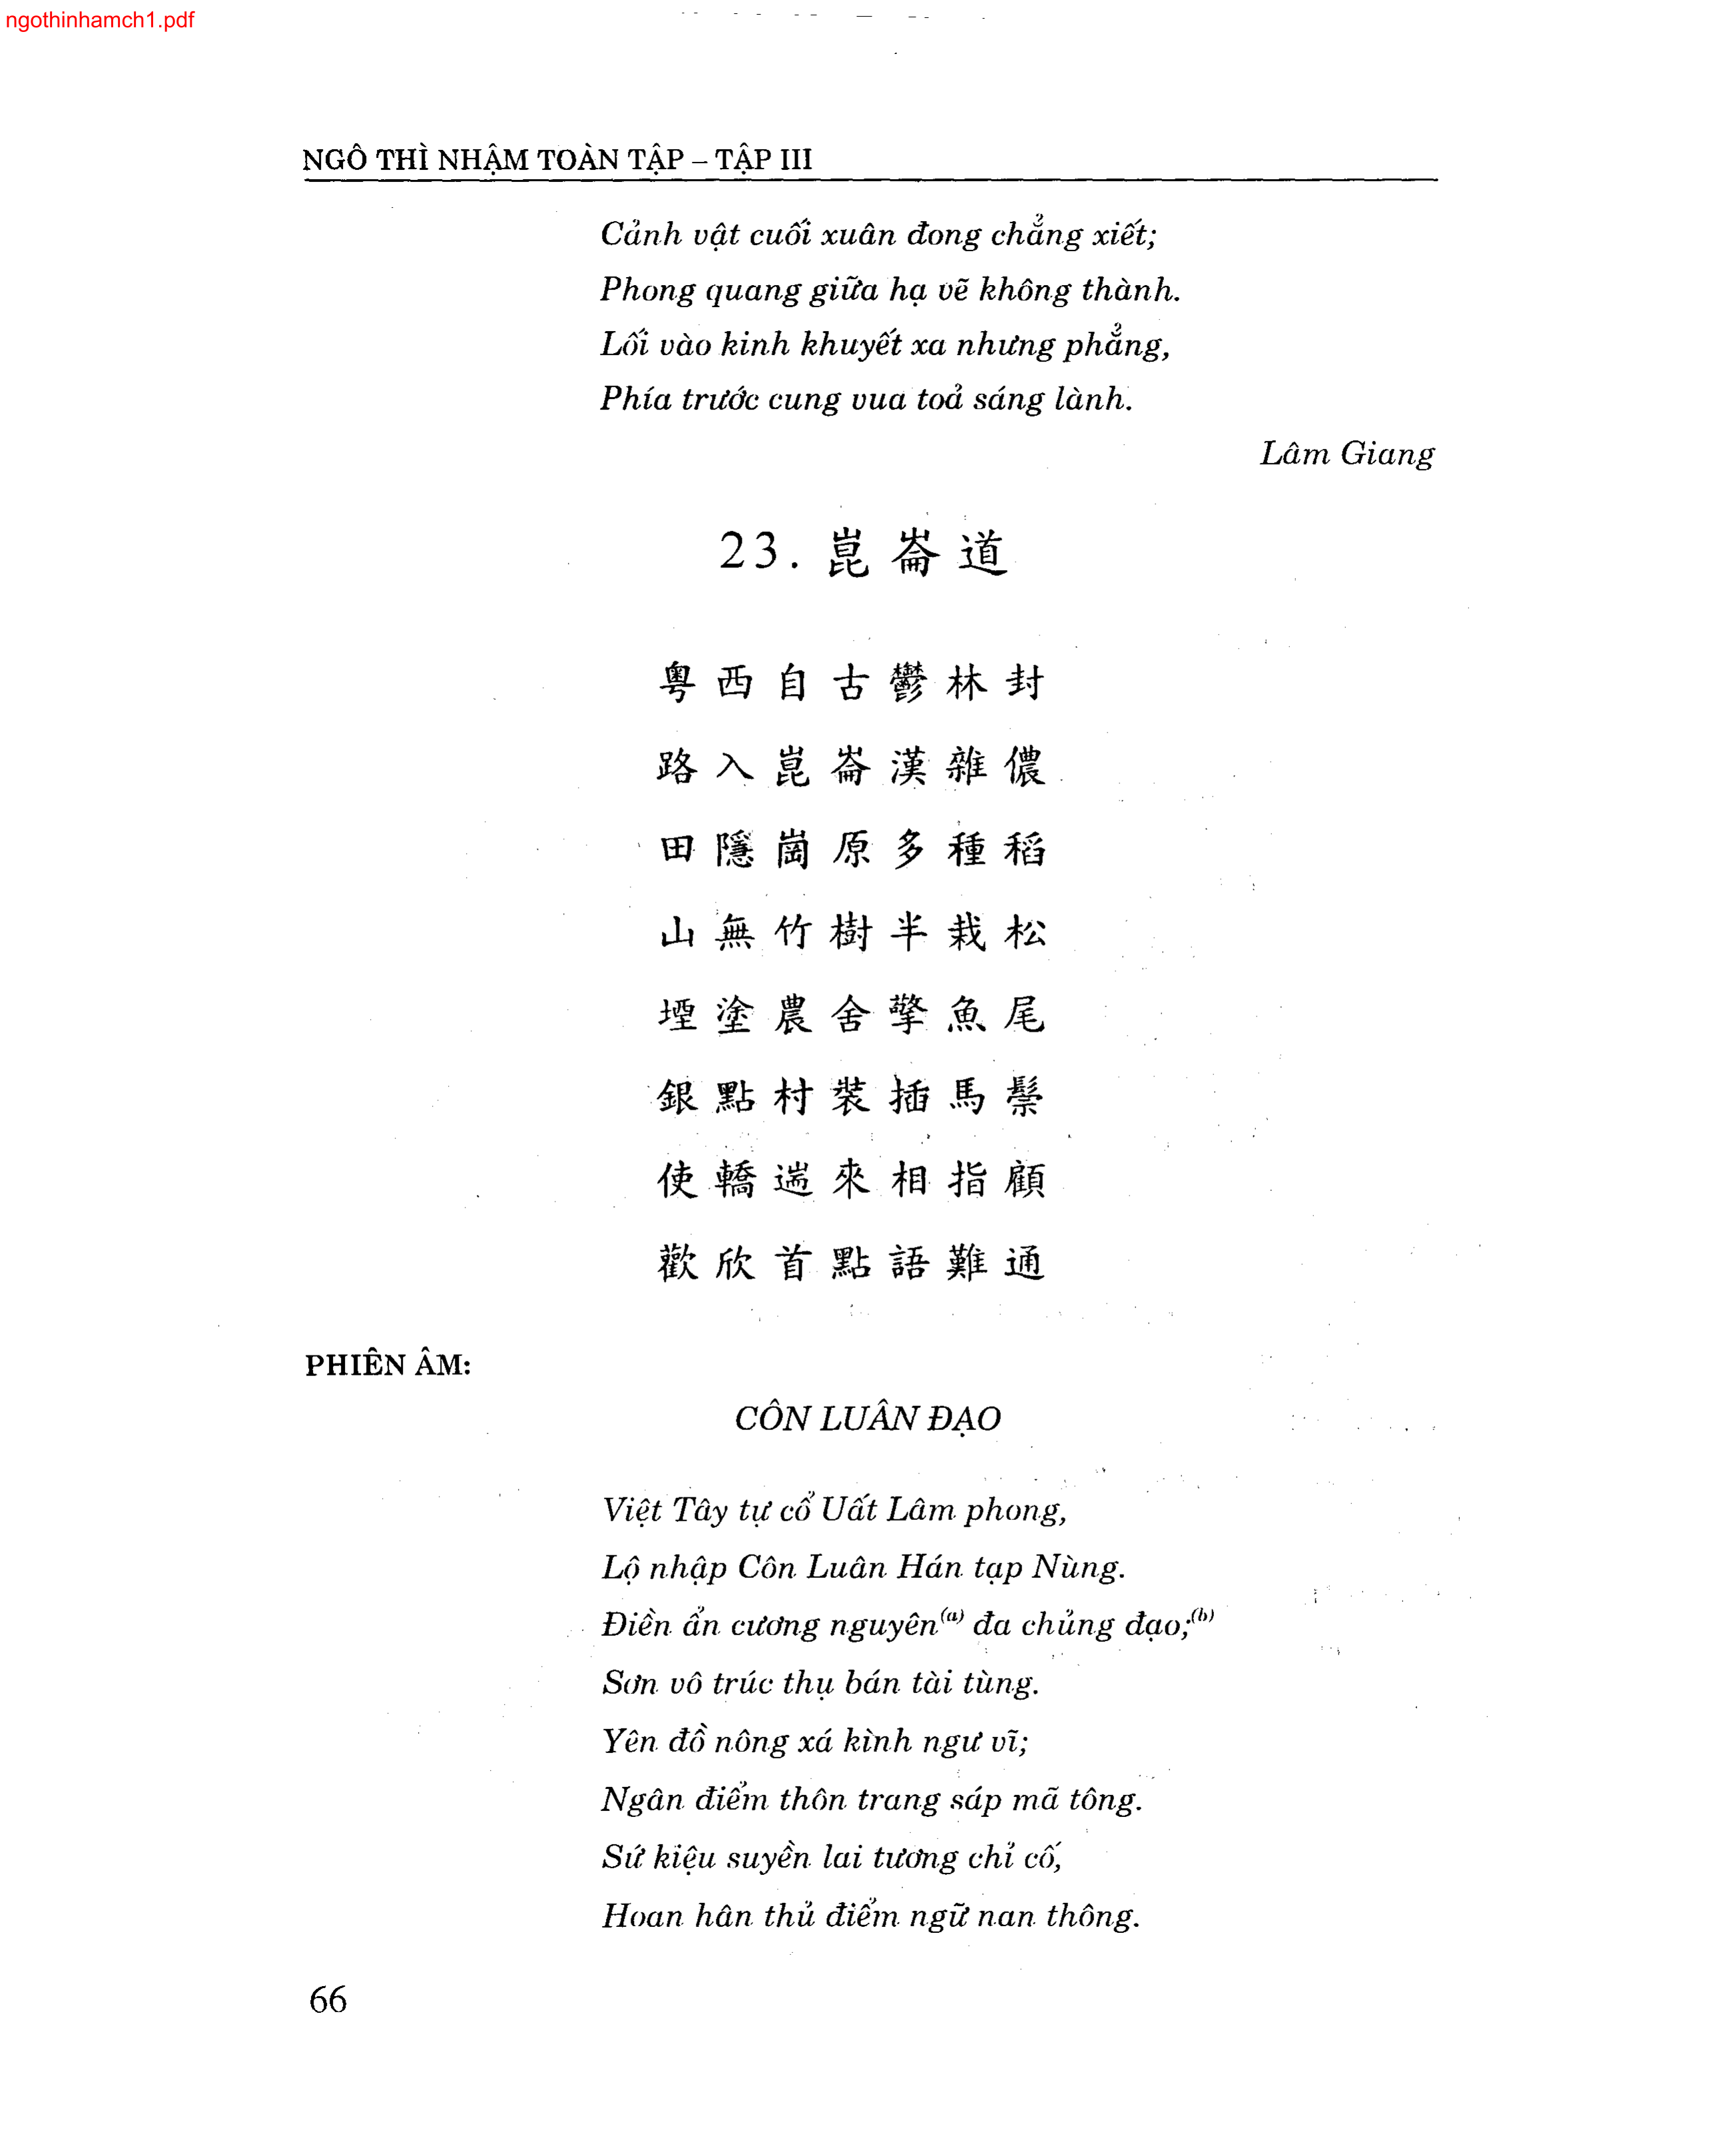 ngothinhamch1.pdf
NGÔ THÌ NHẬM TOÀN TẬP – TẬP III
Cảnh vật cuối xuân đong chẳng xiết;
Phong quang giữa hạ vẽ không thành.
Lối vào kinh khuyết xa nhưng phẳng,
Phía trước cung vua toả sáng lành.
Lâm Giang
23. 崑崙道
粵西自古鬱林封
路入崑崙漢雜儂
田隱崗原多種稻
山無竹樹半栽松
堙塗農舍擎魚尾
銀點村裝插馬鬃
使轎遄來相指顧
歡欣首點語難通
PHIÊN ÂM:
CÔN LUÂN ĐẠO
Việt Tây tự cổ Uất Lâm phong,
Lộ nhập Côn Luân Hán tạp Nùng.
Điền ẩn cương nguyên(a) đa chủng đạo;(b)
Sơn vô trúc thụ bán tài tùng.
Yên đồ nông xá kình ngư vĩ;
Ngân điểm thôn trang sáp mã tông.
Sứ kiệu suyền lai tương chỉ cố,
Hoan hân thủ điểm ngữ nan thông.
66